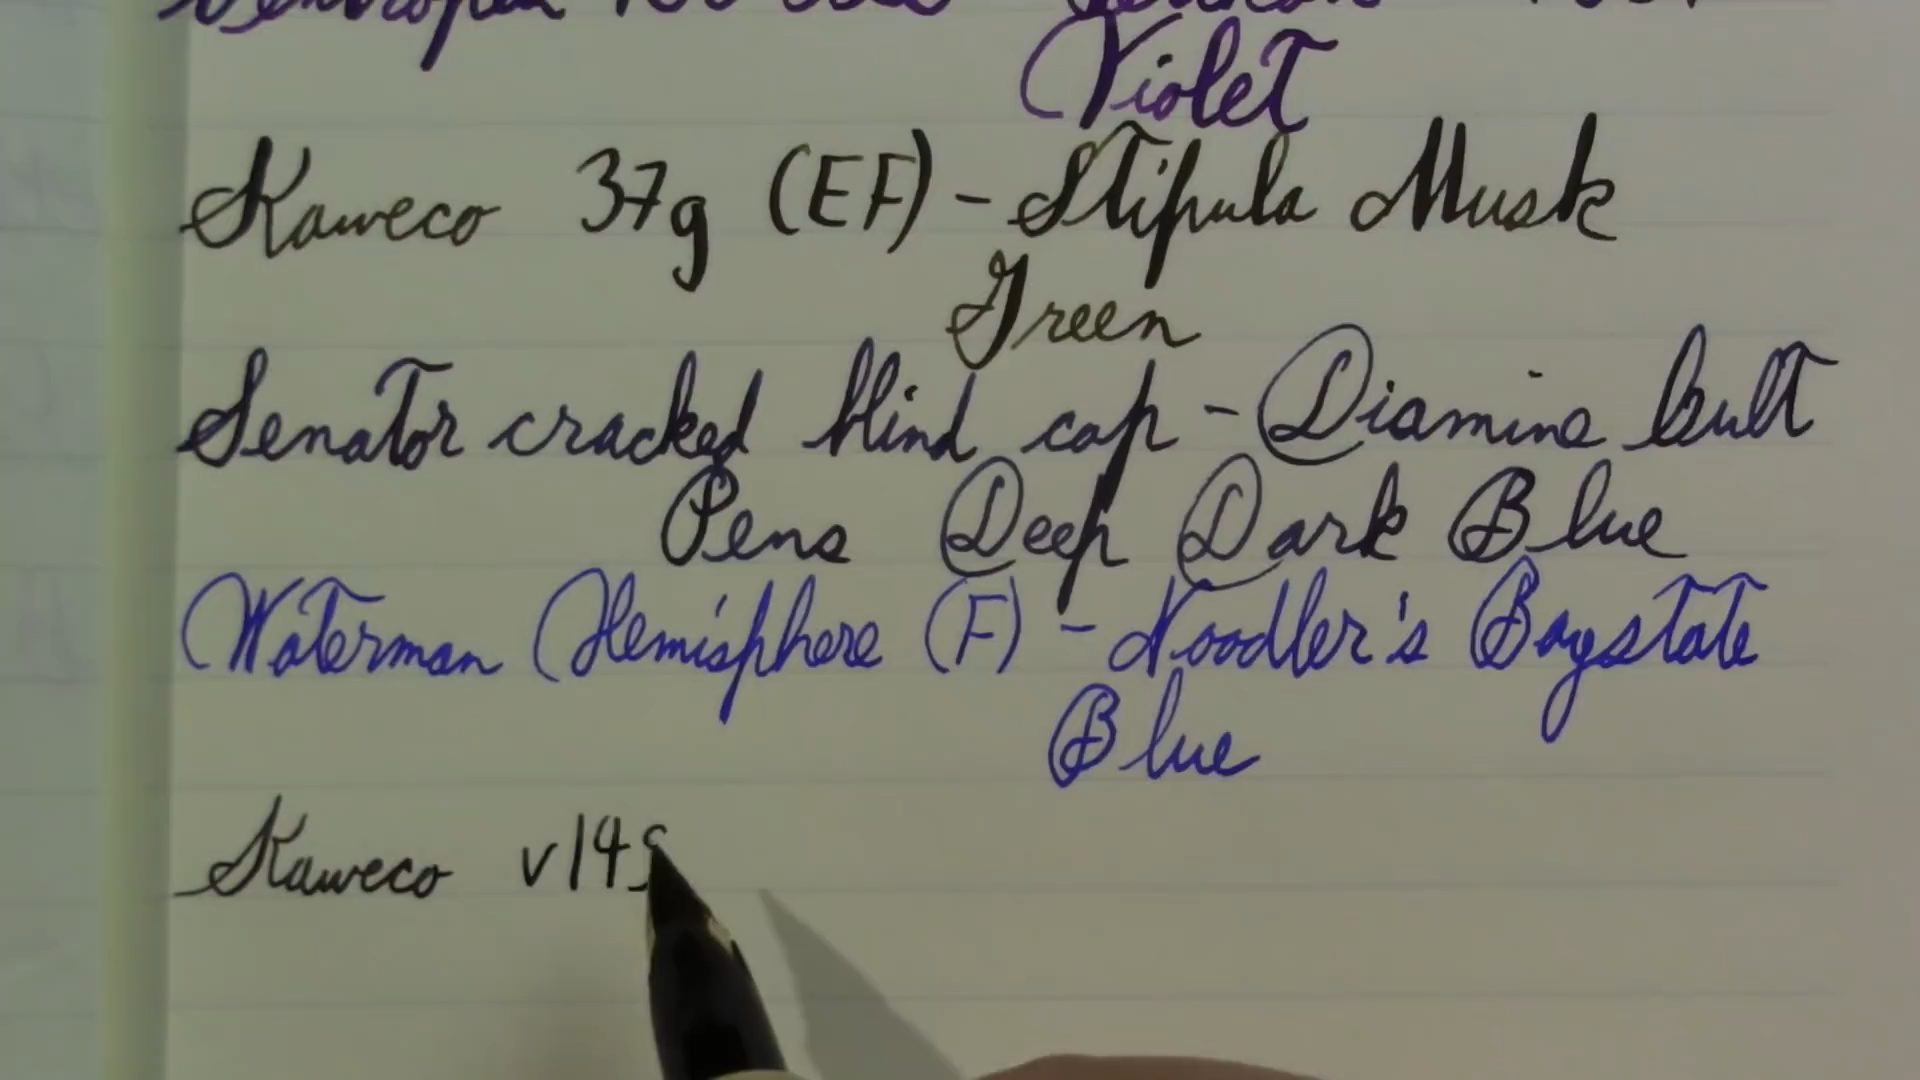 Violet
Kaweco 37g (EF) - Stipula Musk
Green
Senator cracked blind cap - Diamine Cult
Pens Deep Dark Blue
Waterman Hemisphere (F) - Noodler's Baystate
Blue
Kaweco v14S